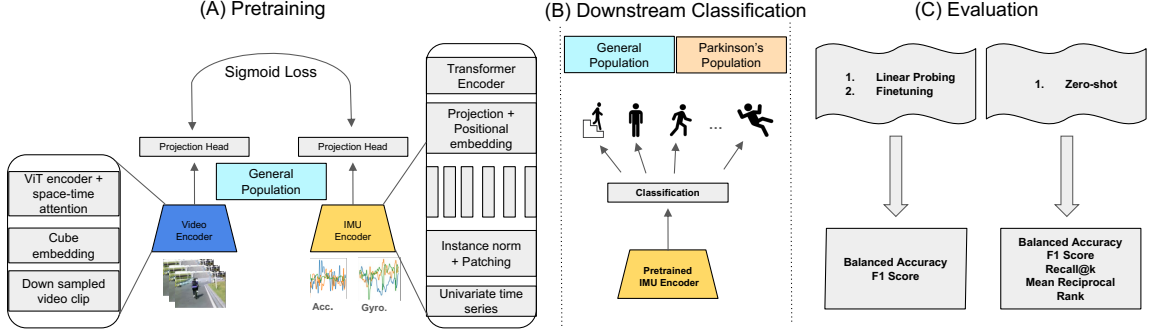 (A) Pretraining
Sigmoid Loss
Projection Head
Projection Head
General
Population
ViT encoder +
space-time
attention
Cube
embedding
Down sampled
video clip
Video
Encoder
IMU
Encoder
Acc.
Gyro.
Transformer
Encoder
Projection +
Positional
embedding
Instance norm
+ Patching
Univariate time
series
(B) Downstream Classification
General
Population
Parkinson's
Population
...
Classification
Pretrained
IMU Encoder
(C) Evaluation
1. Linear Probing
2. Finetuning
1. Zero-shot
Balanced Accuracy
F1 Score
Balanced Accuracy
F1 Score
Recall@k
Mean Reciprocal
Rank